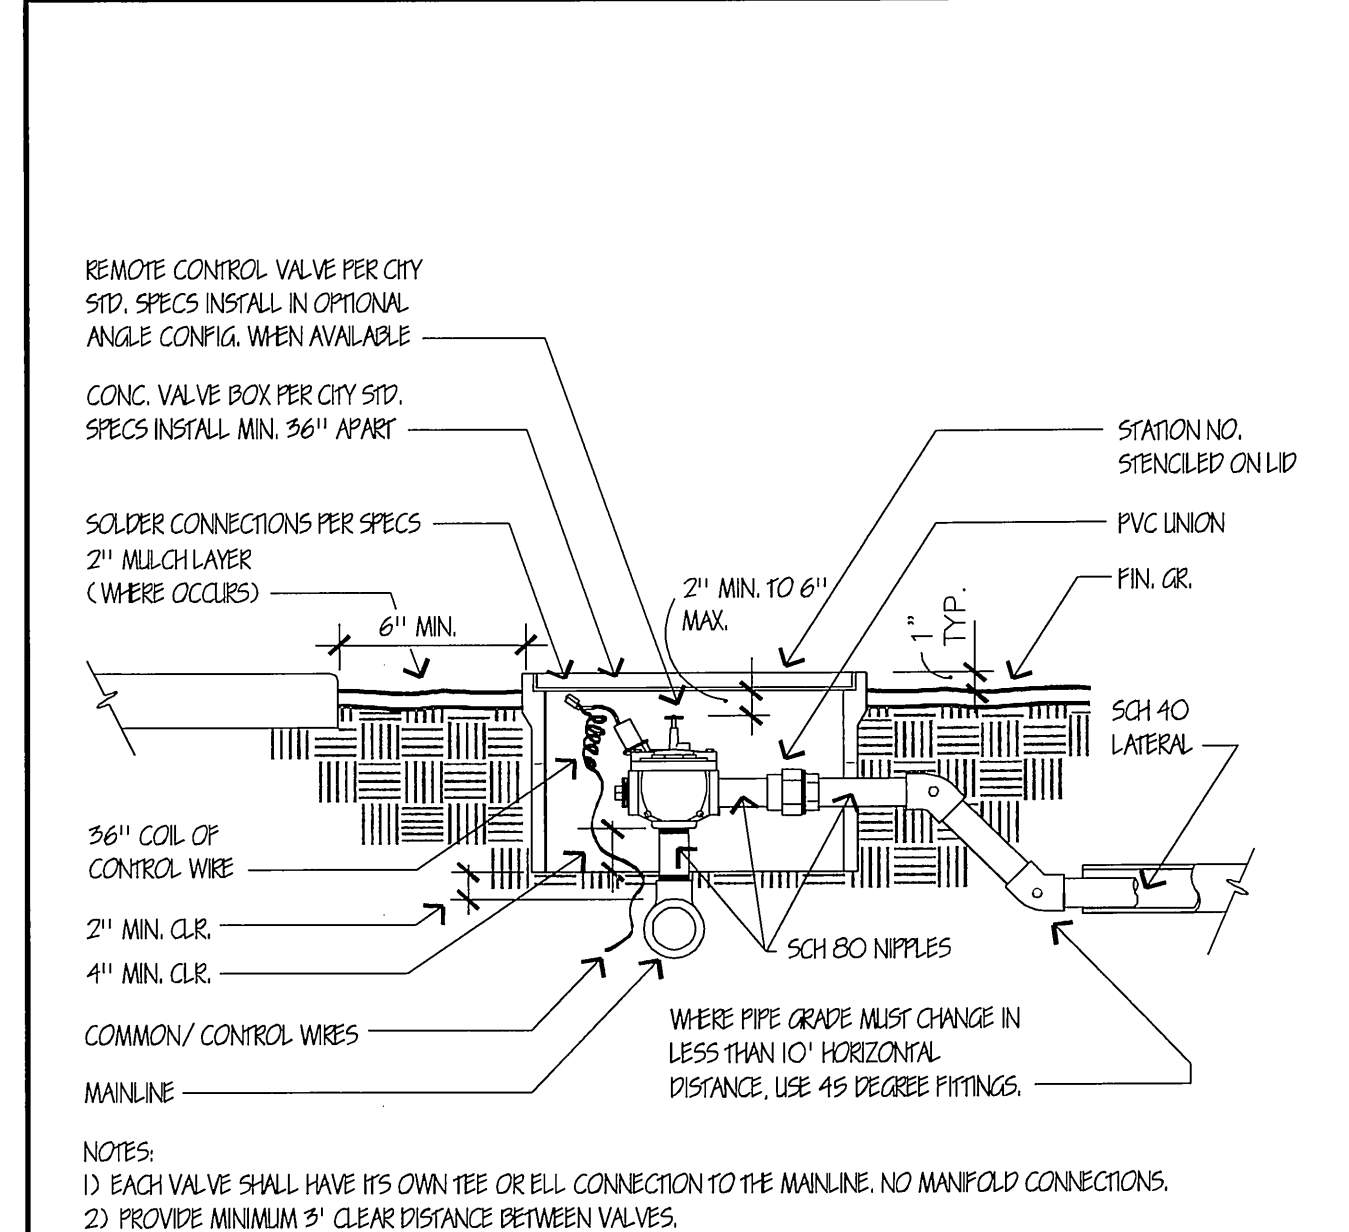 REMOTE CONTROL VALVE PER CITY
STD. SPECS INSTALL IN OPTIONAL
ANGLE CONFIG. WHEN AVAILABLE
CONC. VALVE BOX PER CITY STD.
SPECS INSTALL MIN. 36" APART
SOLDER CONNECTIONS PER SPECS
2" MULCH LAYER
(WHERE OCCURS)
6" MIN.
2" MIN. TO 6"
MAX.
STATION NO.
STENCILED ON LID
PVC UNION
FIN. GR.
1"
TYP.
SCH 40
LATERAL
36" COIL OF
CONTROL WIRE
2" MIN. CLR.
4" MIN. CLR.
COMMON/ CONTROL WIRES
MAINLINE
SCH 80 NIPPLES
WHERE PIPE GRADE MUST CHANGE IN
LESS THAN 10' HORIZONTAL
DISTANCE, USE 45 DEGREE FITTINGS.
NOTES:
1) EACH VALVE SHALL HAVE ITS OWN TEE OR ELL CONNECTION TO THE MAINLINE. NO MANIFOLD CONNECTIONS.
2) PROVIDE MINIMUM 3' CLEAR DISTANCE BETWEEN VALVES.